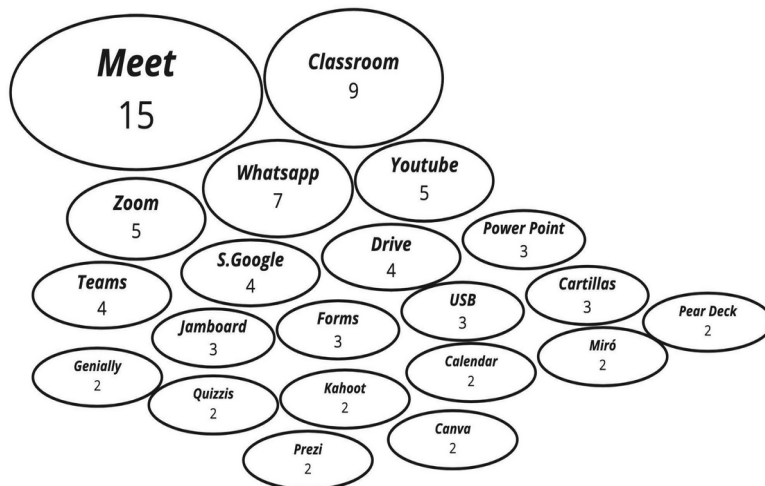 Meet
15
Classroom
9
Whatsapp
7
Youtube
5
Zoom
5
Power Point
3
Drive
4
S.Google
4
Teams
4
Cartillas
3
USB
3
Pear Deck
2
Forms
3
Jamboard
3
Miró
2
Calendar
2
Genially
2
Kahoot
2
Quizzis
2
Canva
2
Prezi
2